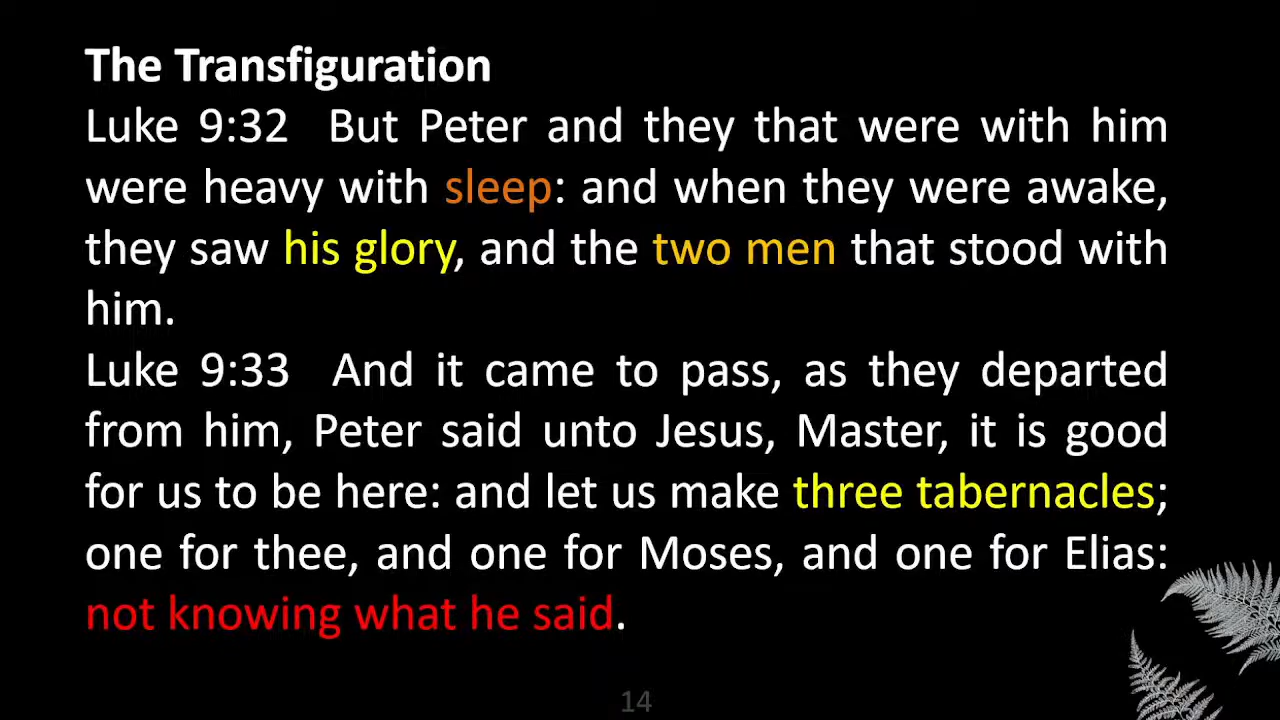 The Transfiguration
Luke 9:32  But Peter and they that were with him
were heavy with sleep: and when they were awake,
they saw his glory, and the two men that stood with
him.
Luke 9:33  And it came to pass, as they departed
from him, Peter said unto Jesus, Master, it is good
for us to be here: and let us make three tabernacles;
one for thee, and one for Moses, and one for Elias:
not knowing what he said.
14